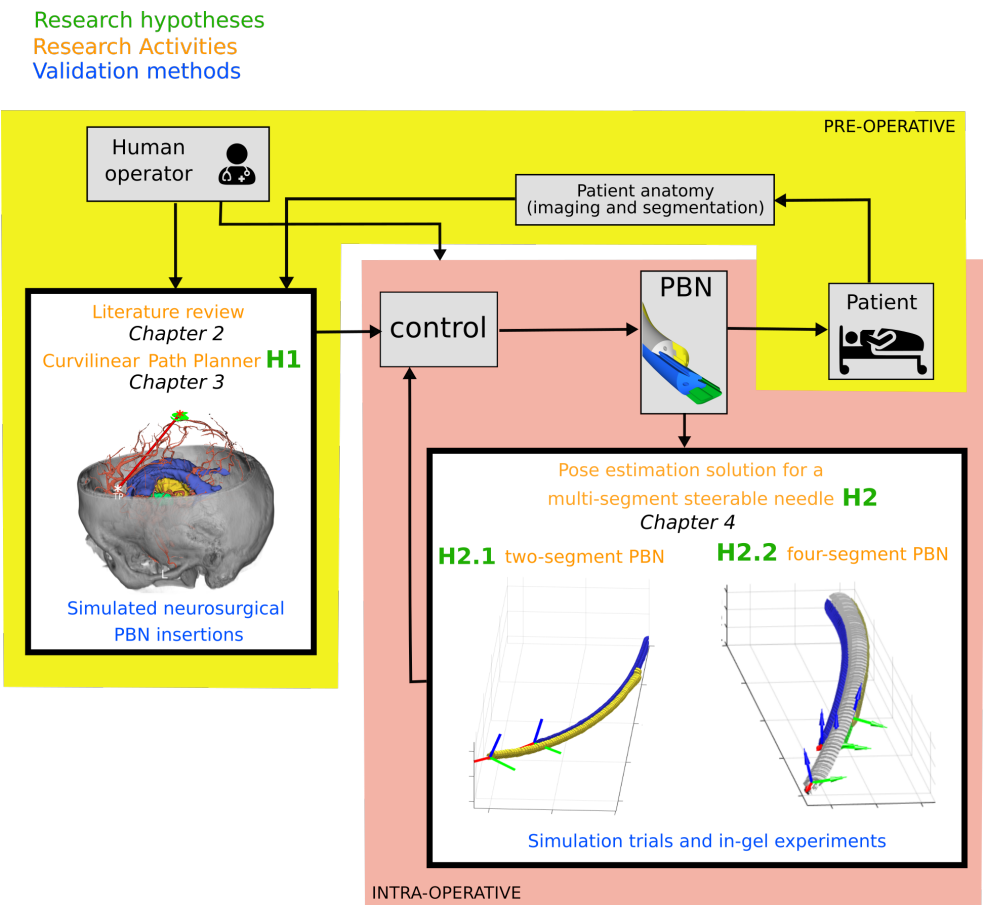 Research hypotheses
Research Activities
Validation methods
PRE-OPERATIVE
Human
operator
Patient anatomy
(imaging and segmentation)
PBN
Patient
control
Literature review
Chapter 2
Curvilinear Path Planner H1
Chapter 3
TP
L
Simulated neurosurgical
PBN insertions
Pose estimation solution for a
multi-segment steerable needle H2
Chapter 4
H2.1 two-segment PBN
H2.2 four-segment PBN
Simulation trials and in-gel experiments
INTRA-OPERATIVE